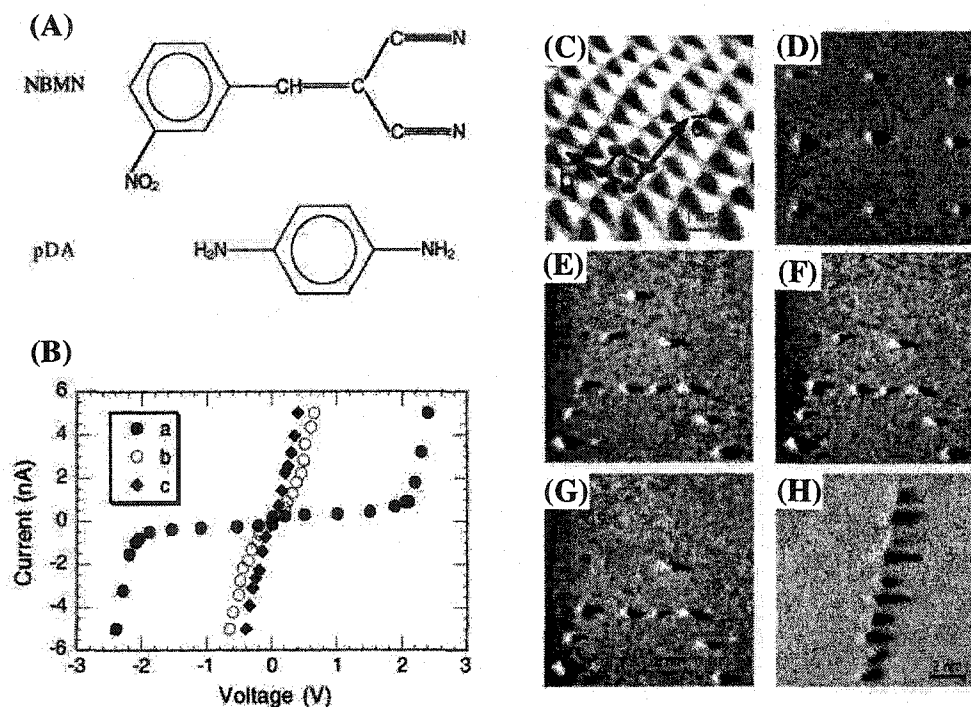 (A)
NBMN
CH
C
C
N
C
N
NO₂
pDA
H₂N
NH₂
(B)
Current (nA)
6
4
2
0
-2
-4
-6
a
b
c
-3
-2
-1
0
1
2
3
Voltage (V)
(C)
(D)
(E)
(F)
(G)
(H)